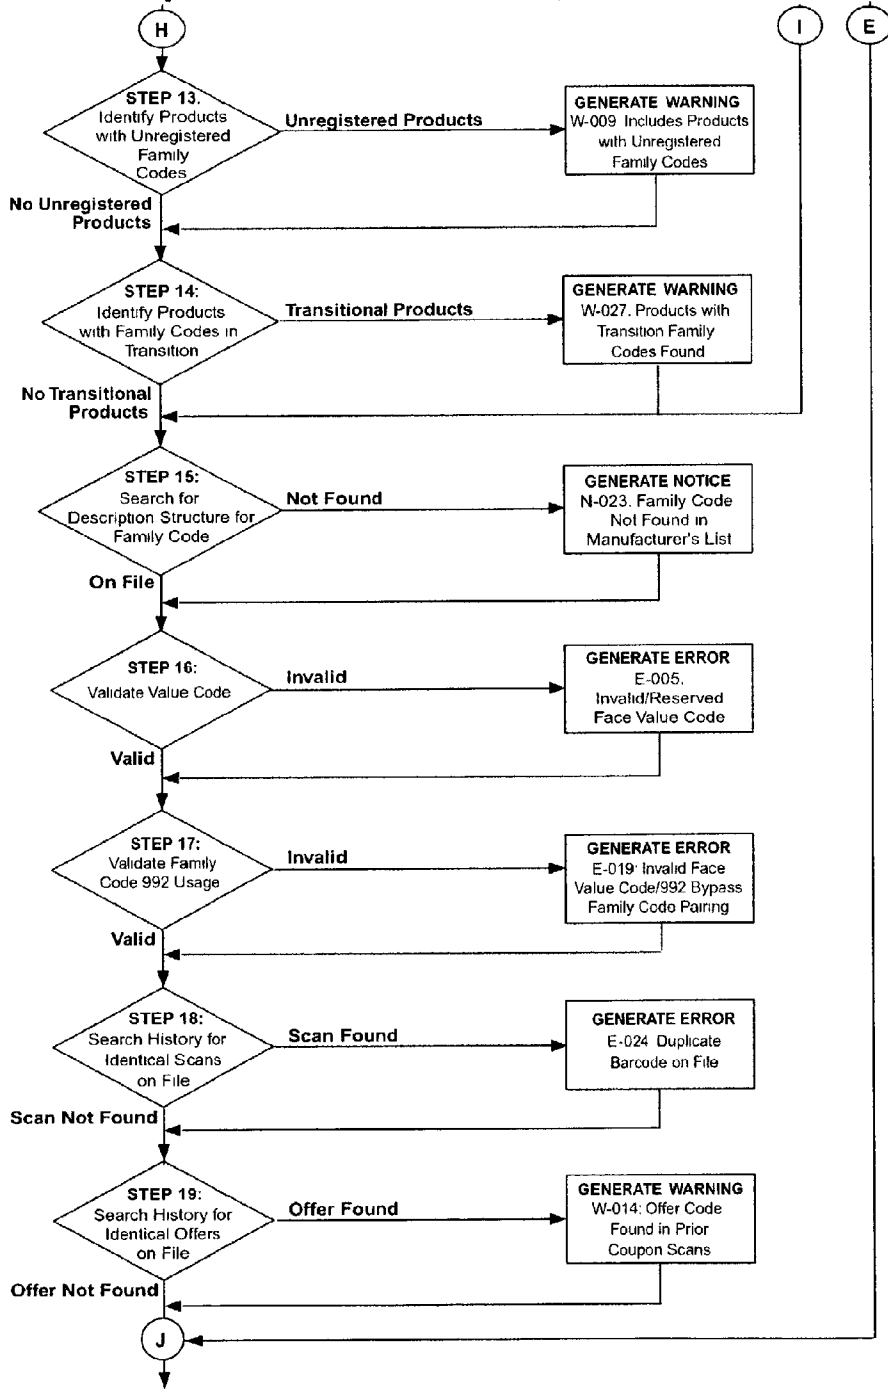 H
I
E
STEP 13.
Identify Products
with Unregistered
Family
Codes
Unregistered Products
GENERATE WARNING
W-009 Includes Products
with Unregistered
Family Codes
No Unregistered
Products
STEP 14:
Identify Products
with Family Codes in
Transition
Transitional Products
GENERATE WARNING
W-027. Products with
Transition Family
Codes Found
No Transitional
Products
STEP 15:
Search for
Description Structure for
Family Code
Not Found
GENERATE NOTICE
N-023. Family Code
Not Found in
Manufacturer's List
On File
STEP 16:
Validate Value Code
Invalid
GENERATE ERROR
E-005.
Invalid/Reserved
Face Value Code
Valid
STEP 17:
Validate Family
Code 992 Usage
Invalid
GENERATE ERROR
E-019: Invalid Face
Value Code/992 Bypass
Family Code Pairing
Valid
STEP 18:
Search History for
Identical Scans
on File
Scan Found
GENERATE ERROR
E-024 Duplicate
Barcode on File
Scan Not Found
STEP 19:
Search History for
Identical Offers
on File
Offer Found
GENERATE WARNING
W-014: Offer Code
Found in Prior
Coupon Scans
Offer Not Found
J